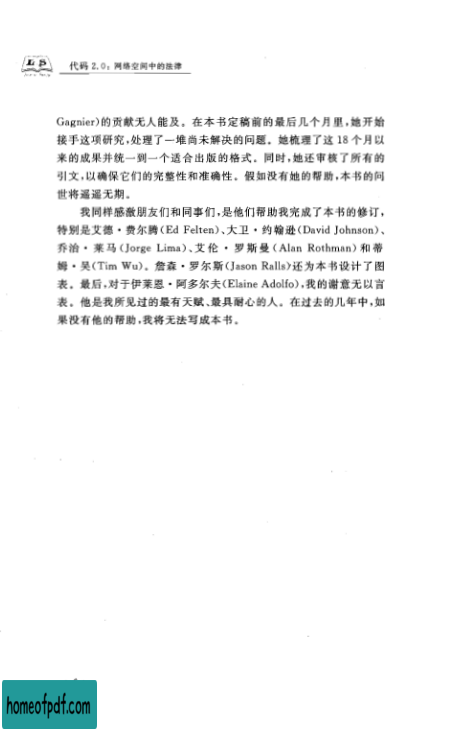 LS
代码 2.0：网络空间中的法律
Gagnier)的贡献无人能及。在本书定稿前的最后几个月里，她开始
接手这项研究，处理了一堆尚未解决的问题。她梳理了这 18 个月以
来的成果并统一到一个适合出版的格式。同时，她还审核了所有的
引文，以确保它们的完整性和准确性。假如没有她的帮助，本书的问
世将遥遥无期。
我同样感激朋友们和同事们，是他们帮助我完成了本书的修订，
特别是艾德·费尔腾(Ed Felten)、大卫·约翰逊(David Johnson)、
乔治·莱马(Jorge Lima)、艾伦·罗斯曼(Alan Rothman)和蒂
姆·吴(Tim Wu)。詹森·罗尔斯(Jason Ralls)还为本书设计了图
表。最后，对于伊莱恩·阿多尔夫(Elaine Adolfo)，我的谢意无以言
表。他是我所见过的最有天赋、最具耐心的人。在过去的几年中，如
果没有他的帮助，我将无法写成本书。
homeofpdf.com